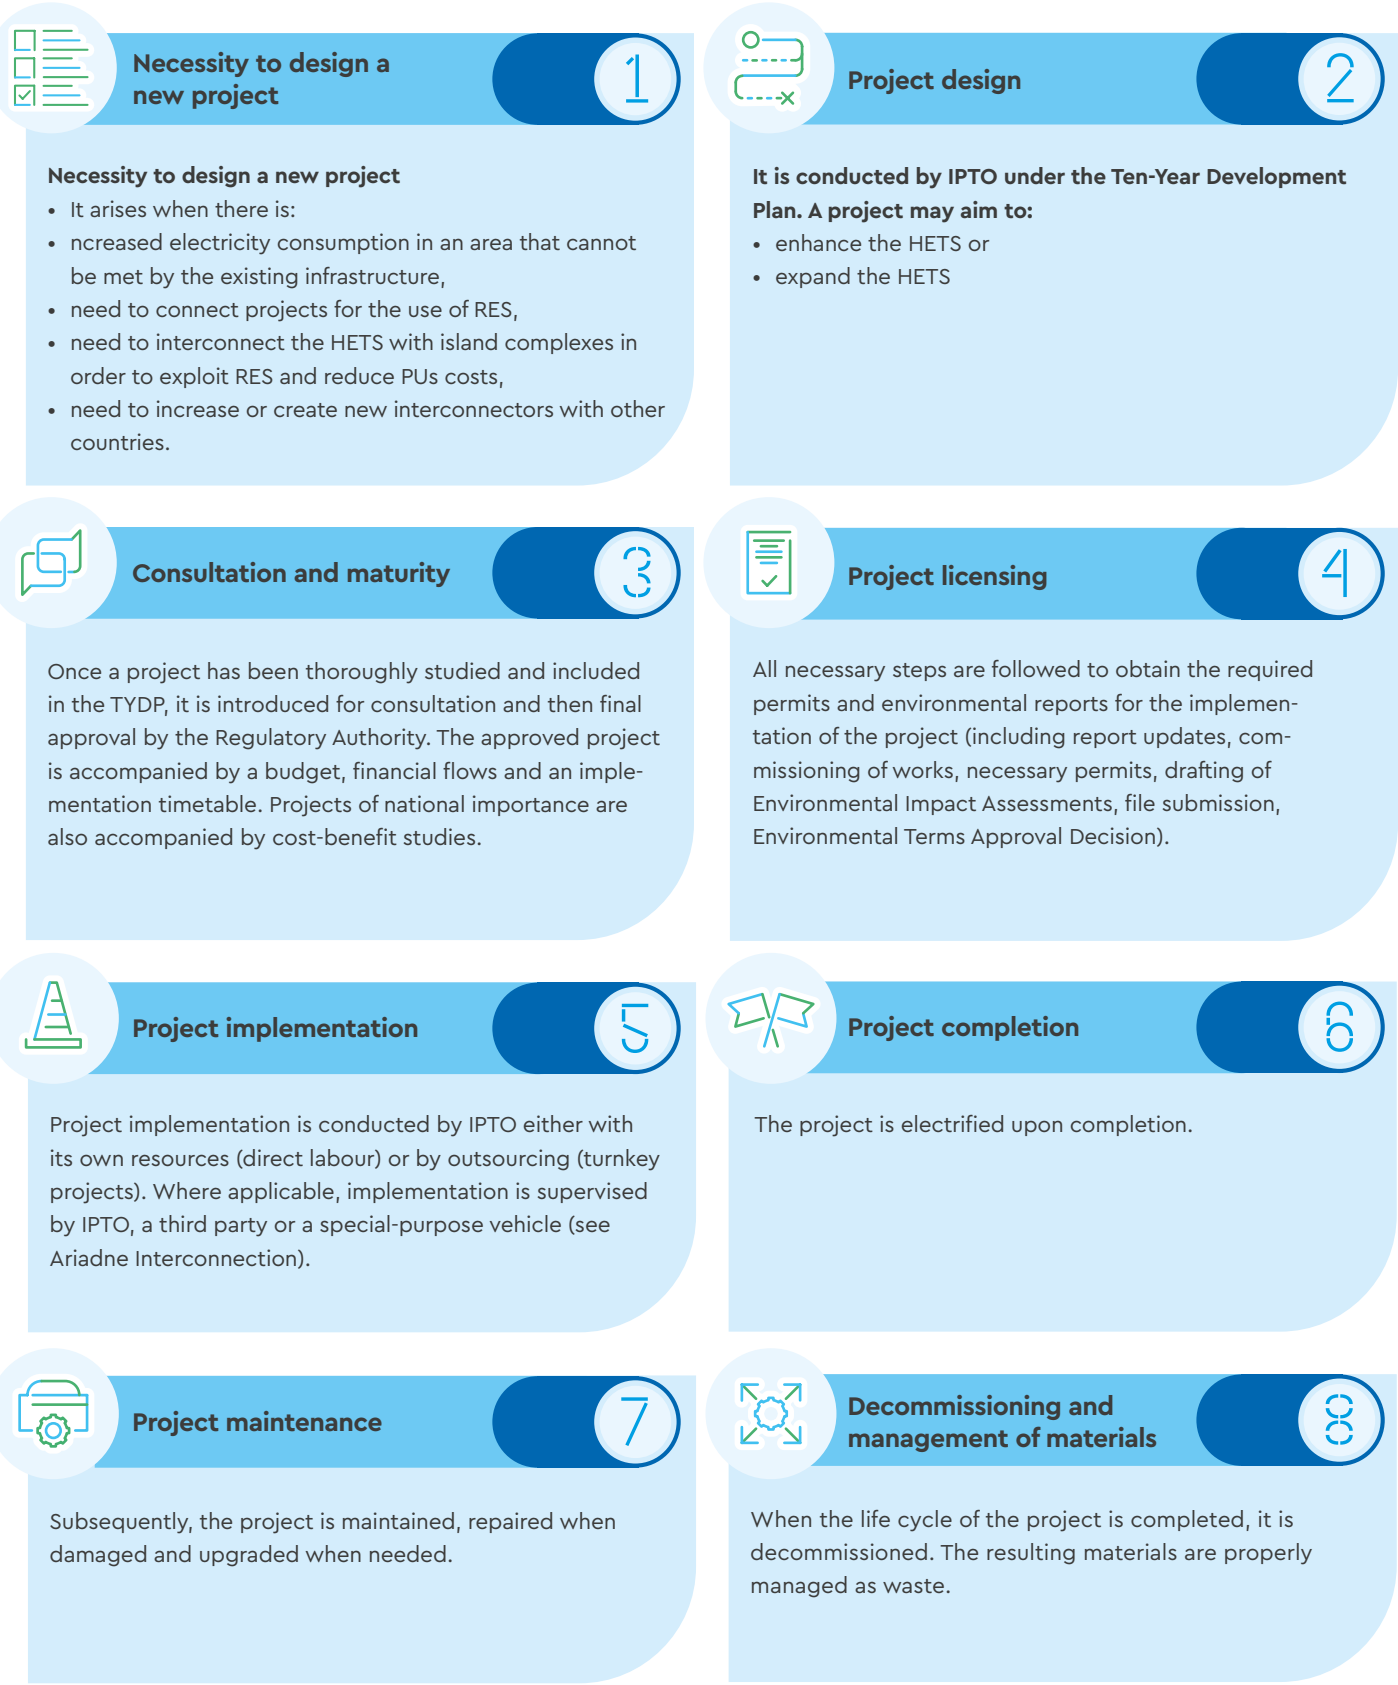 Necessity to design a
new project
1
Necessity to design a new project
• It arises when there is:
• ncreased electricity consumption in an area that cannot
be met by the existing infrastructure,
• need to connect projects for the use of RES,
• need to interconnect the HETS with island complexes in
order to exploit RES and reduce PUs costs,
• need to increase or create new interconnectors with other
countries.
Project design
2
It is conducted by IPTO under the Ten-Year Development
Plan. A project may aim to:
• enhance the HETS or
• expand the HETS
Consultation and maturity
3
Once a project has been thoroughly studied and included
in the TYDP, it is introduced for consultation and then final
approval by the Regulatory Authority. The approved project
is accompanied by a budget, financial flows and an imple-
mentation timetable. Projects of national importance are
also accompanied by cost-benefit studies.
Project licensing
4
All necessary steps are followed to obtain the required
permits and environmental reports for the implemen-
tation of the project (including report updates, com-
missioning of works, necessary permits, drafting of
Environmental Impact Assessments, file submission,
Environmental Terms Approval Decision).
Project implementation
5
Project implementation is conducted by IPTO either with
its own resources (direct labour) or by outsourcing (turnkey
projects). Where applicable, implementation is supervised
by IPTO, a third party or a special-purpose vehicle (see
Ariadne Interconnection).
Project completion
6
The project is electrified upon completion.
Project maintenance
7
Subsequently, the project is maintained, repaired when
damaged and upgraded when needed.
Decommissioning and
management of materials
8
When the life cycle of the project is completed, it is
decommissioned. The resulting materials are properly
managed as waste.